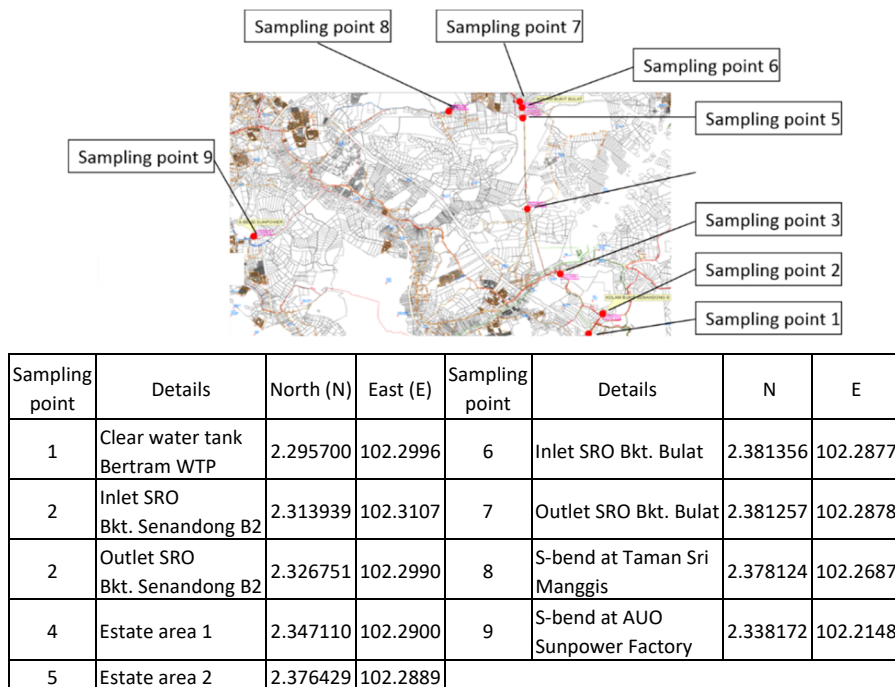 Sampling point 8
Sampling point 7
Sampling point 6
Sampling point 5
Sampling point 9
Sampling point 3
Sampling point 2
Sampling point 1
Sampling point Details North (N) East (E) Sampling point Details N E
1 Clear water tank Bertram WTP 2.295700 102.2996 6 Inlet SRO Bkt. Bulat 2.381356 102.2877
2 Inlet SRO Bkt. Senandong B2 2.313939 102.3107 7 Outlet SRO Bkt. Bulat 2.381257 102.2878
2 Outlet SRO Bkt. Senandong B2 2.326751 102.2990 8 S-bend at Taman Sri Manggis 2.378124 102.2687
4 Estate area 1 2.347110 102.2900 9 S-bend at AUO Sunpower Factory 2.338172 102.2148
5 Estate area 2 2.376429 102.2889